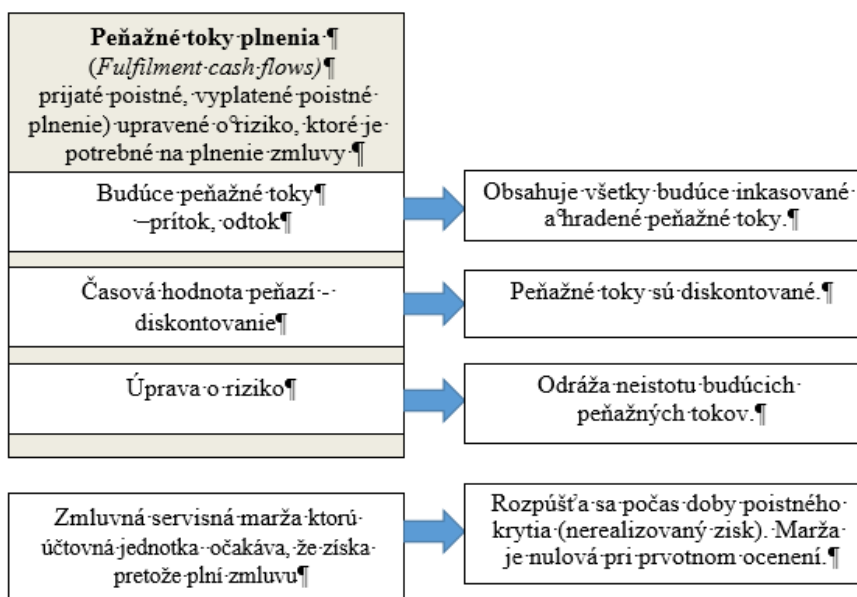 Peňažné toky plnenia ¶
(Fulfilment cash flows)¶
prijaté poistné, vyplatené poistné
plnenie) upravené o°riziko, ktoré je
potrebné na plnenie zmluvy ¶
Budúce peňažné toky¶
–prítok, odtok¶
Obsahuje všetky budúce inkasované
a°hradené peňažné toky.¶
Časová hodnota peňazí -
diskontovanie¶
Peňažné toky sú diskontované.¶
Úprava o riziko¶
Odráža neistotu budúcich
peňažných tokov.¶
Zmluvná servisná marža ktorú
účtovná jednotka očakáva, že získa
pretože plní zmluvu¶
Rozpúšťa sa počas doby poistného
krytia (nerealizovaný zisk). Marža
je nulová pri prvotnom ocenení.¶